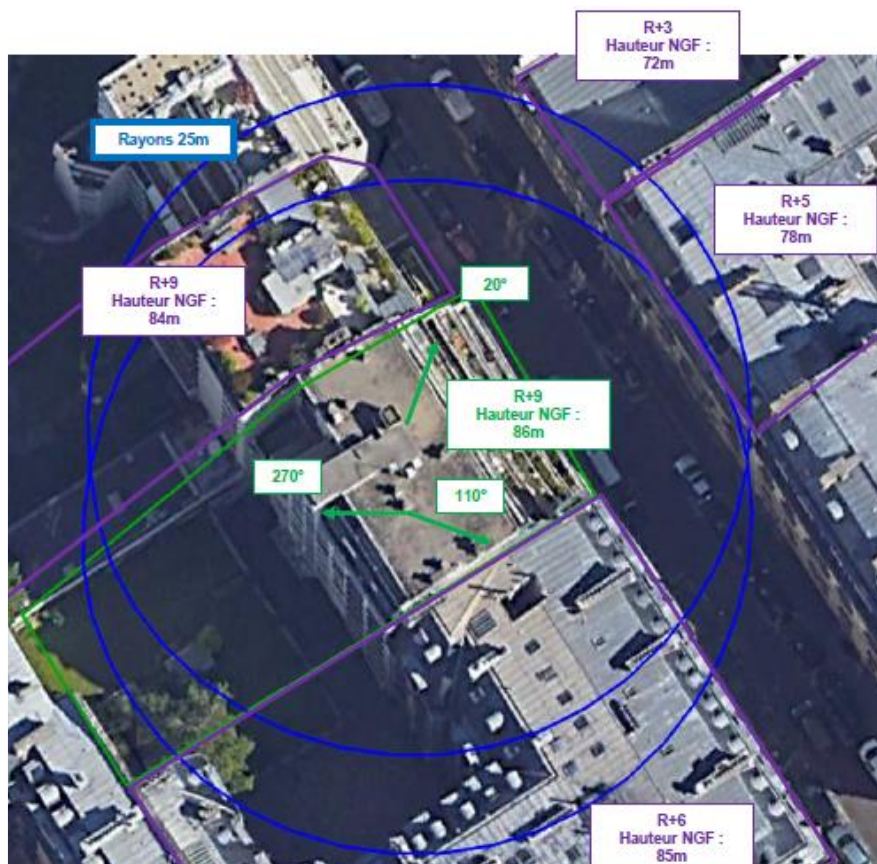 R+3
Hauteur NGF :
72m
Rayons 25m
R+5
Hauteur NGF :
78m
R+9
Hauteur NGF :
84m
20°
R+9
Hauteur NGF :
86m
270°
110°
R+6
Hauteur NGF :
85m